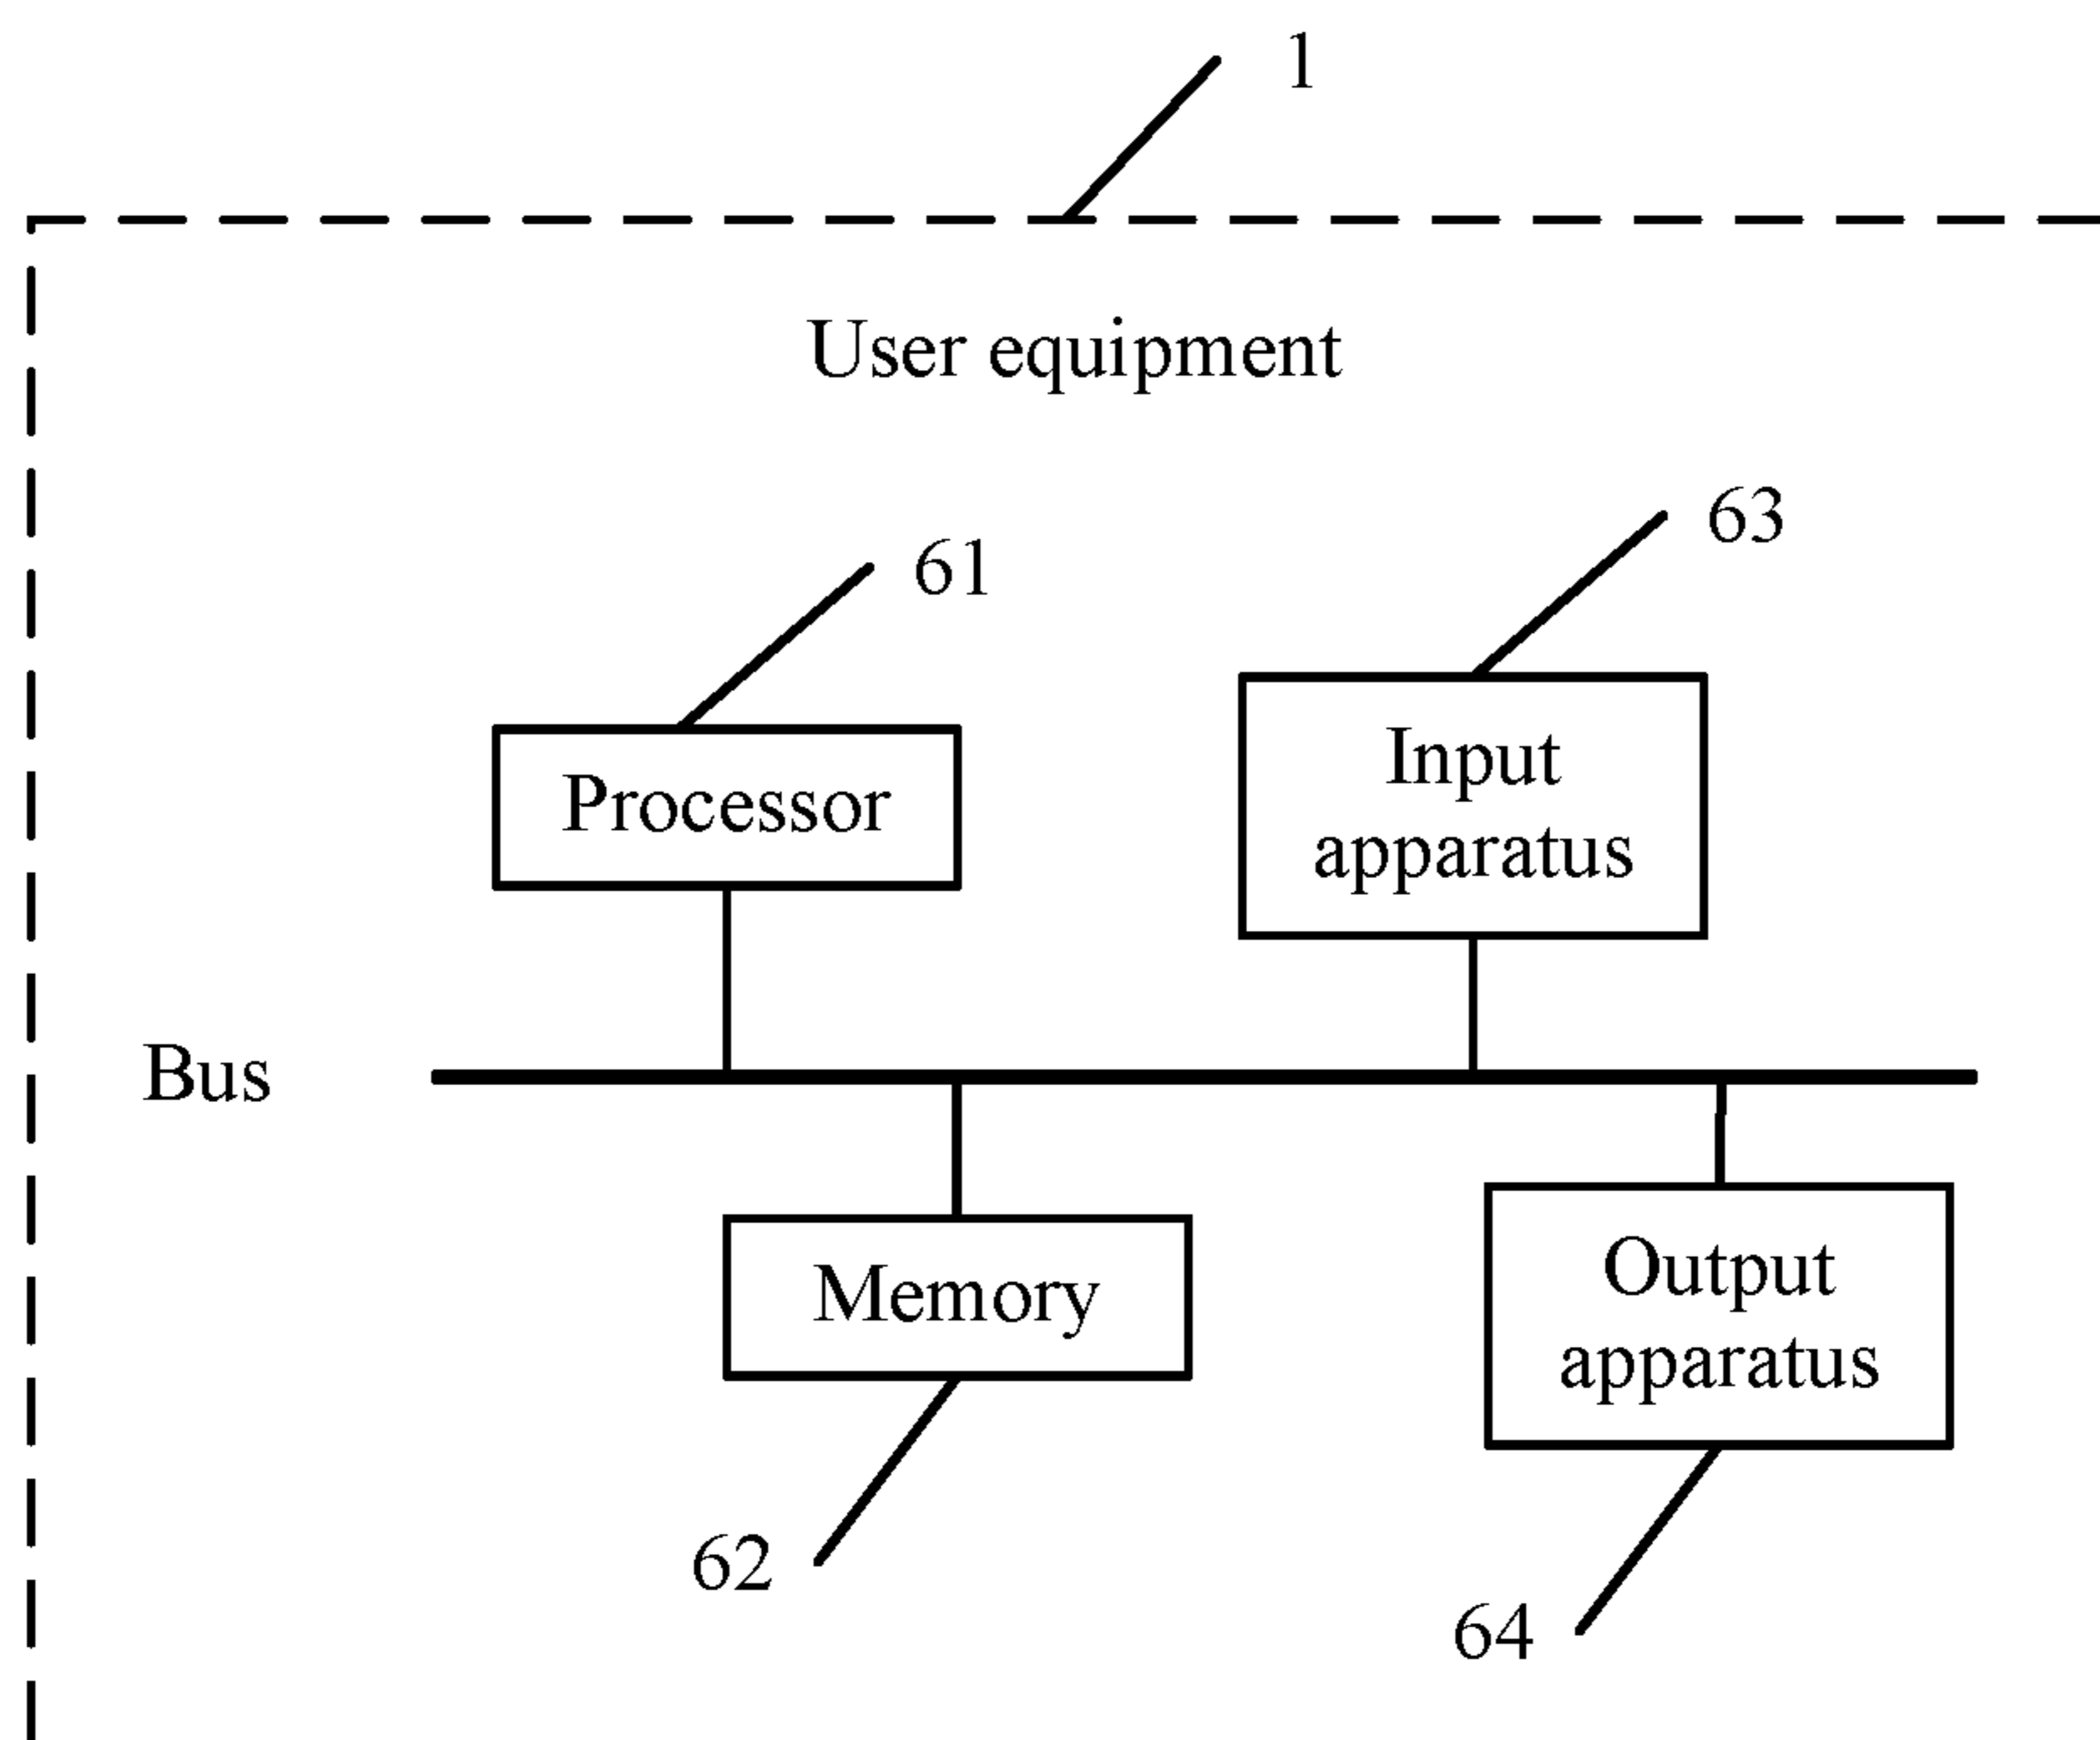 1
User equipment
63
61
Input
apparatus
Processor
Bus
Memory
Output
apparatus
62
64